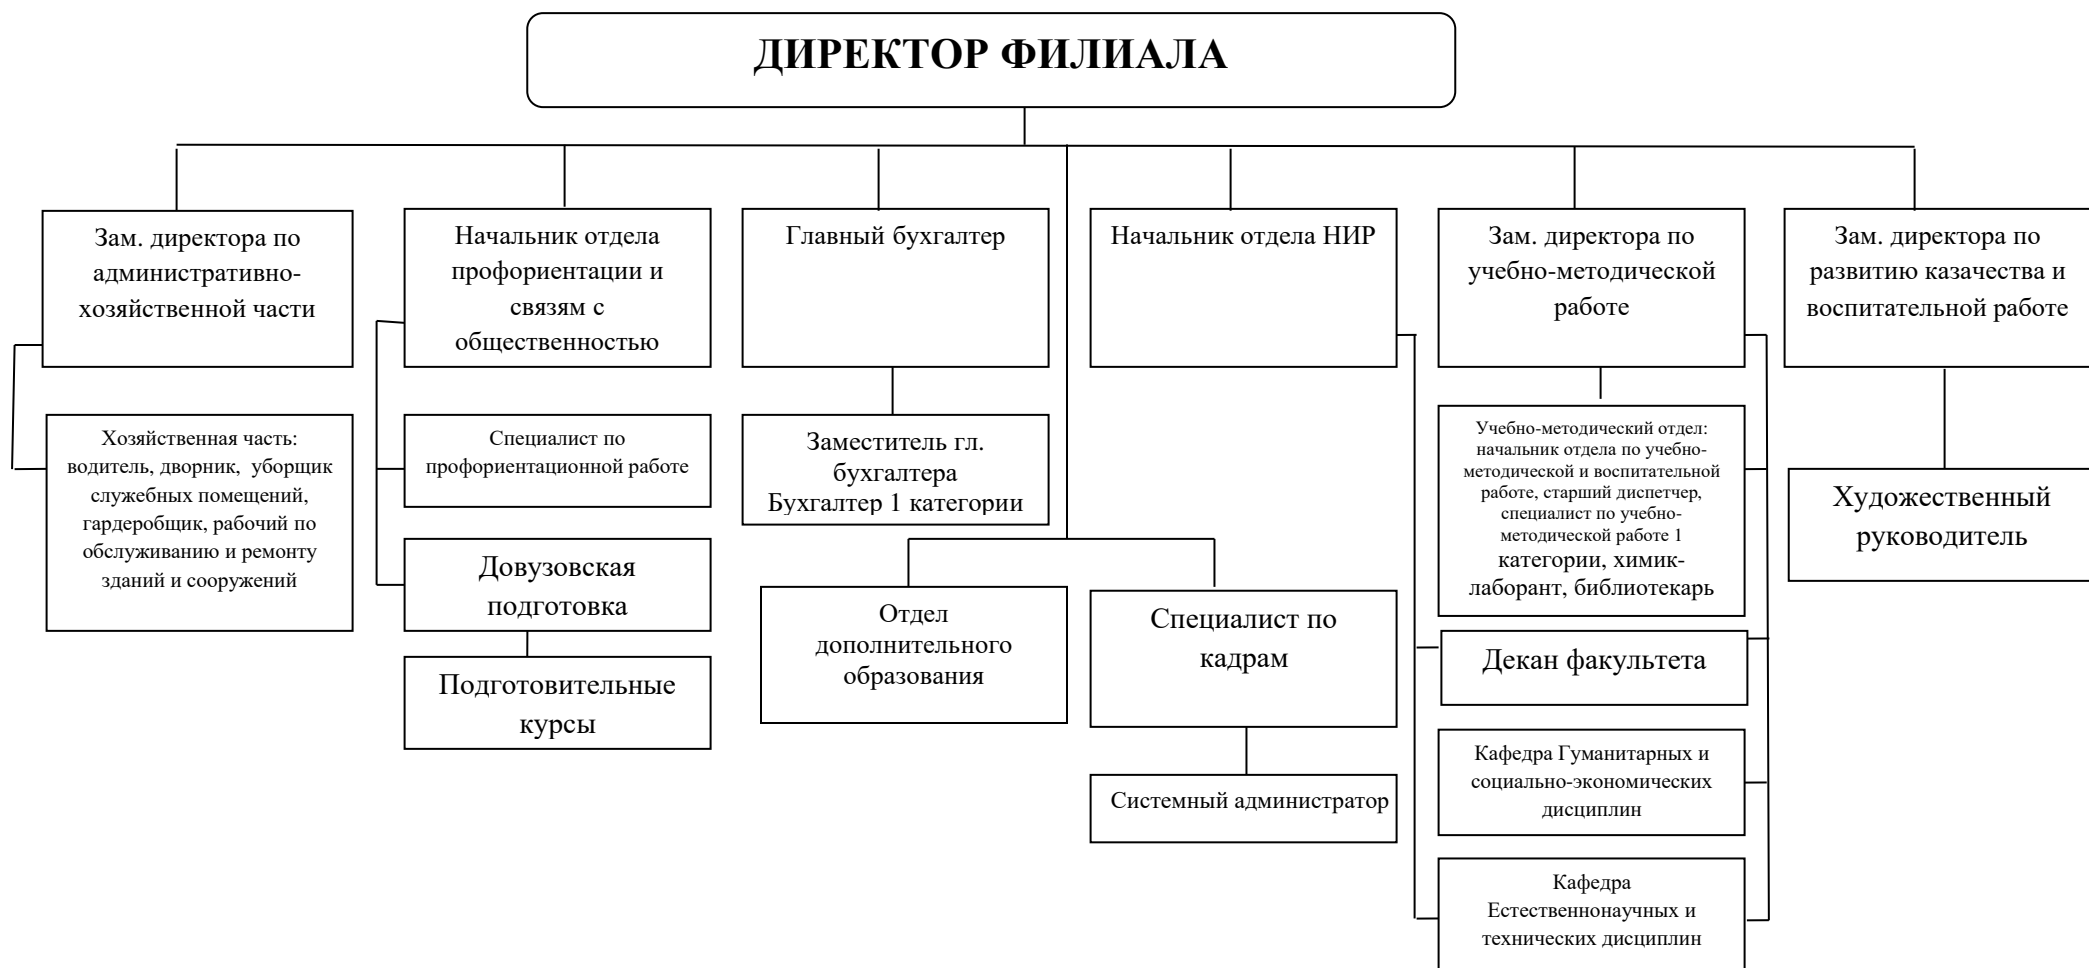 ДИРЕКТОР ФИЛИАЛА
Зам. директора по
административно-
хозяйственной части
Начальник отдела
профориентации и
связям с
общественностью
Главный бухгалтер
Начальник отдела НИР
Зам. директора по
учебно-методической
работе
Зам. директора по
развитию казачества и
воспитательной работе
Хозяйственная часть:
водитель, дворник, уборщик
служебных помещений,
гардеробщик, рабочий по
обслуживанию и ремонту
зданий и сооружений
Специалист по
профориентационной работе
Заместитель гл.
бухгалтера
Бухгалтер 1 категории
Учебно-методический отдел:
начальник отдела по учебно-
методической и воспитательной
работе, старший диспетчер,
специалист по учебно-
методической работе 1
категории, химик-
лаборант, библиотекарь
Художественный
руководитель
Довузовская
подготовка
Отдел
дополнительного
образования
Специалист по
кадрам
Декан факультета
Подготовительные
курсы
Системный администратор
Кафедра Гуманитарных и
социально-экономических
дисциплин
Кафедра
Естественнонаучных и
технических дисциплин